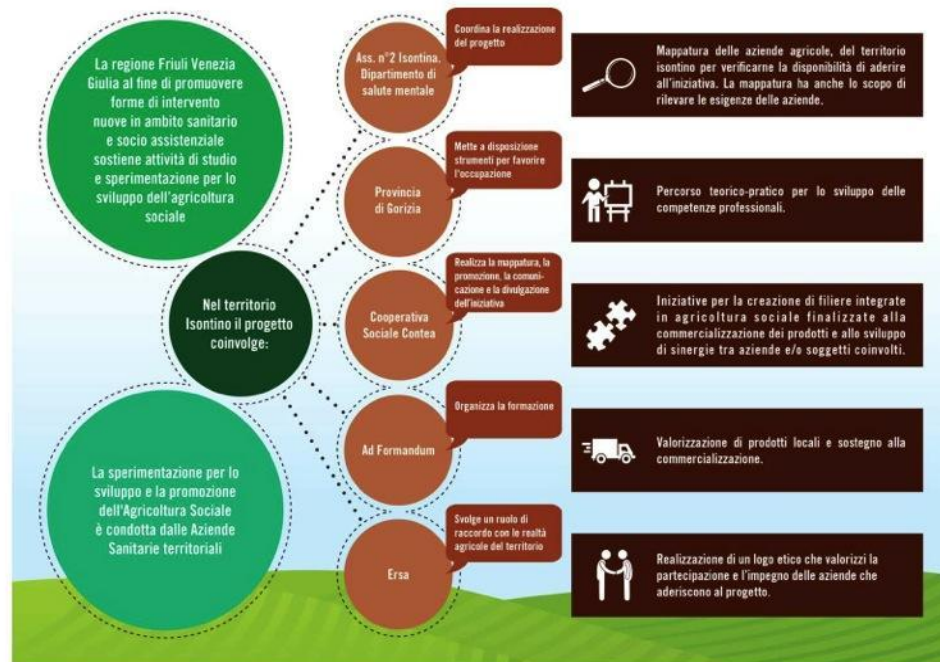 La regione Friuli Venezia
Giulia al fine di promuovere
forme di intervento
nuove in ambito sanitario
e socio assistenziale
sostiene attività di studio
e sperimentazione per lo
sviluppo dell'agricoltura
sociale
Nel territorio
Isontino il progetto
coinvolge:
La sperimentazione per lo
sviluppo e la promozione
dell'Agricoltura Sociale
è condotta dalle Aziende
Sanitarie territoriali
Ass. n°2 Isontina.
Dipartimento di
salute mentale
Coordina la realizzazione
del progetto
Provincia
di Gorizia
Mette a disposizione
strumenti per favorire
l'occupazione
Cooperativa
Sociale Contea
Realizza la mappatura, la
promozione, la comuni-
cazione e la divulgazione
dell'iniziativa
Ad Formandum
Organizza la formazione
Ersa
Svolge un ruolo di
raccordo con le realtà
agricole del territorio
Mappatura delle aziende agricole, del territorio
isontino per verificarne la disponibilità di aderire
all'iniziativa. La mappatura ha anche lo scopo di
rilevare le esigenze delle aziende.
Percorso teorico-pratico per lo sviluppo delle
competenze professionali.
Iniziative per la creazione di filiere integrate
in agricoltura sociale finalizzate alla
commercializzazione dei prodotti e allo sviluppo
di sinergie tra aziende e/o soggetti coinvolti.
Valorizzazione di prodotti locali e sostegno alla
commercializzazione.
Realizzazione di un logo etico che valorizzi la
partecipazione e l'impegno delle aziende che
aderiscono al progetto.